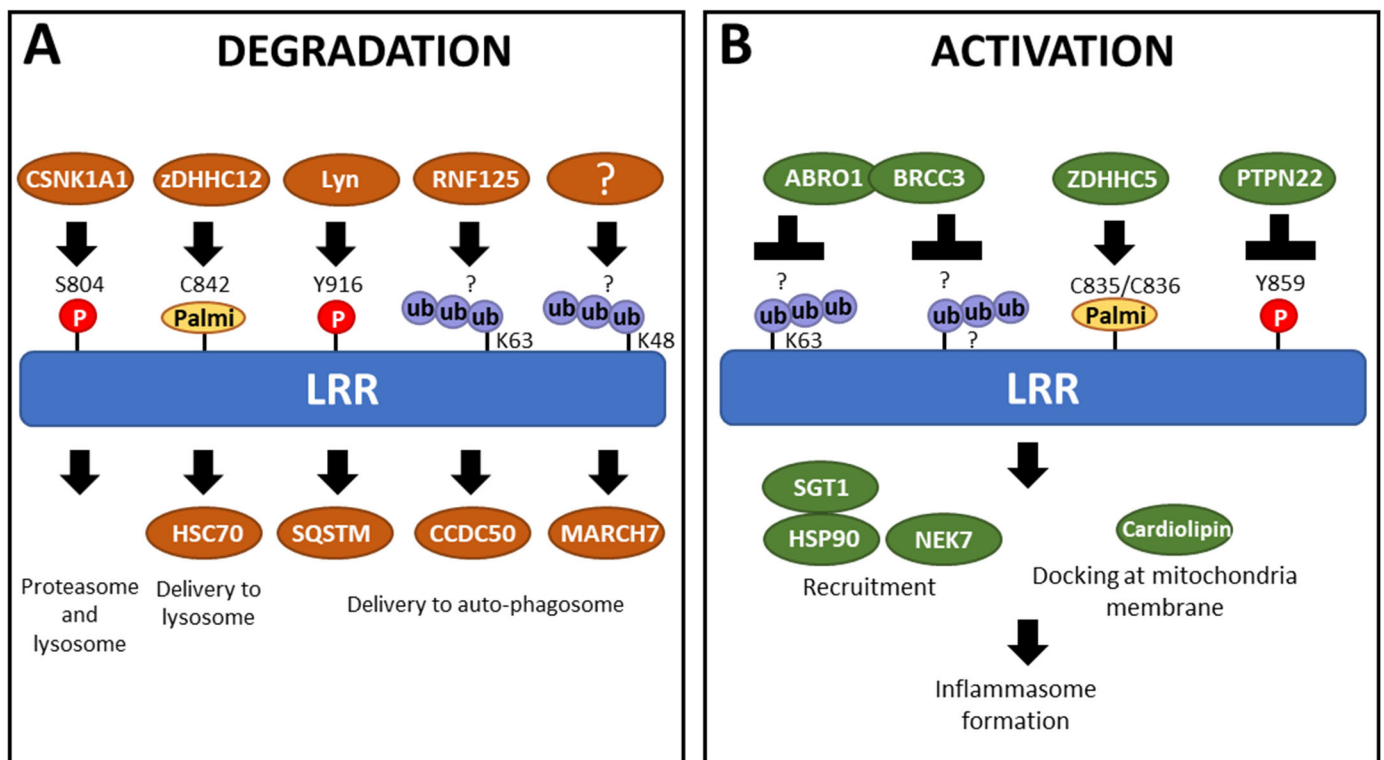 A
DEGRADATION
CSNK1A1
zDHHC12
Lyn
RNF125
?
S804
C842
Y916
?
?
P
Palmi
P
ub ub ub
ub ub ub
K63
K48
LRR
HSC70
SQSTM
CCDC50
MARCH7
Proteasome
and
lysosome
Delivery to
lysosome
Delivery to auto-phagosome
B
ACTIVATION
ABRO1
BRCC3
ZDHHC5
PTPN22
?
?
C835/C836
Y859
ub ub ub
ub ub ub
Palmi
P
K63
?
LRR
SGT1
HSP90
NEK7
Cardiolipin
Recruitment
Docking at mitochondria
membrane
Inflammasome
formation